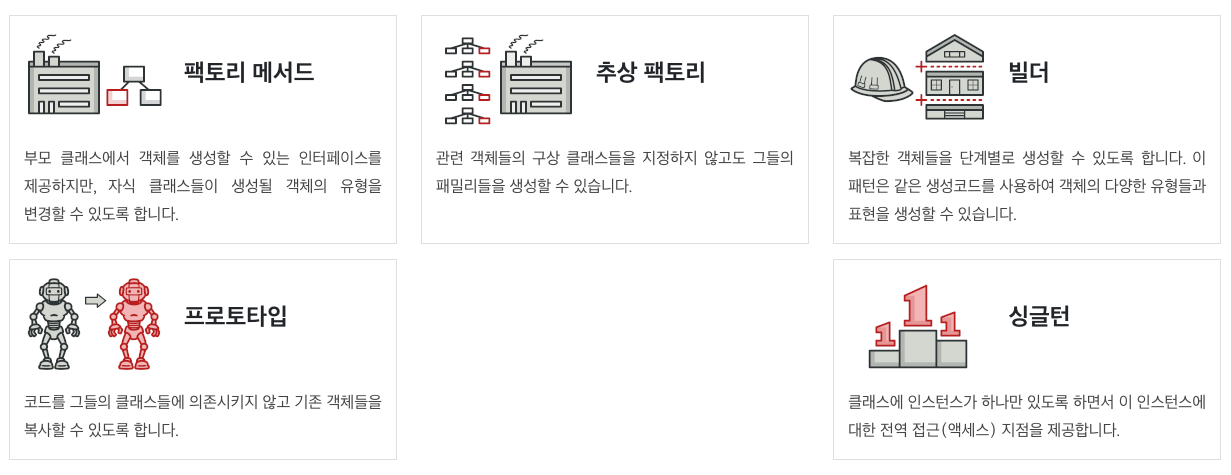 팩토리 메서드
부모 클래스에서 객체를 생성할 수 있는 인터페이스를
제공하지만, 자식 클래스들이 생성될 객체의 유형을
변경할 수 있도록 합니다.
추상 팩토리
관련 객체들의 구상 클래스들을 지정하지 않고도 그들의
패밀리들을 생성할 수 있습니다.
빌더
복잡한 객체들을 단계별로 생성할 수 있도록 합니다. 이
패턴은 같은 생성코드를 사용하여 객체의 다양한 유형들과
표현을 생성할 수 있습니다.
프로토타입
코드를 그들의 클래스들에 의존시키지 않고 기존 객체들을
복사할 수 있도록 합니다.
1 1 1
싱글턴
클래스에 인스턴스가 하나만 있도록 하면서 이 인스턴스에
대한 전역 접근(액세스) 지점을 제공합니다.